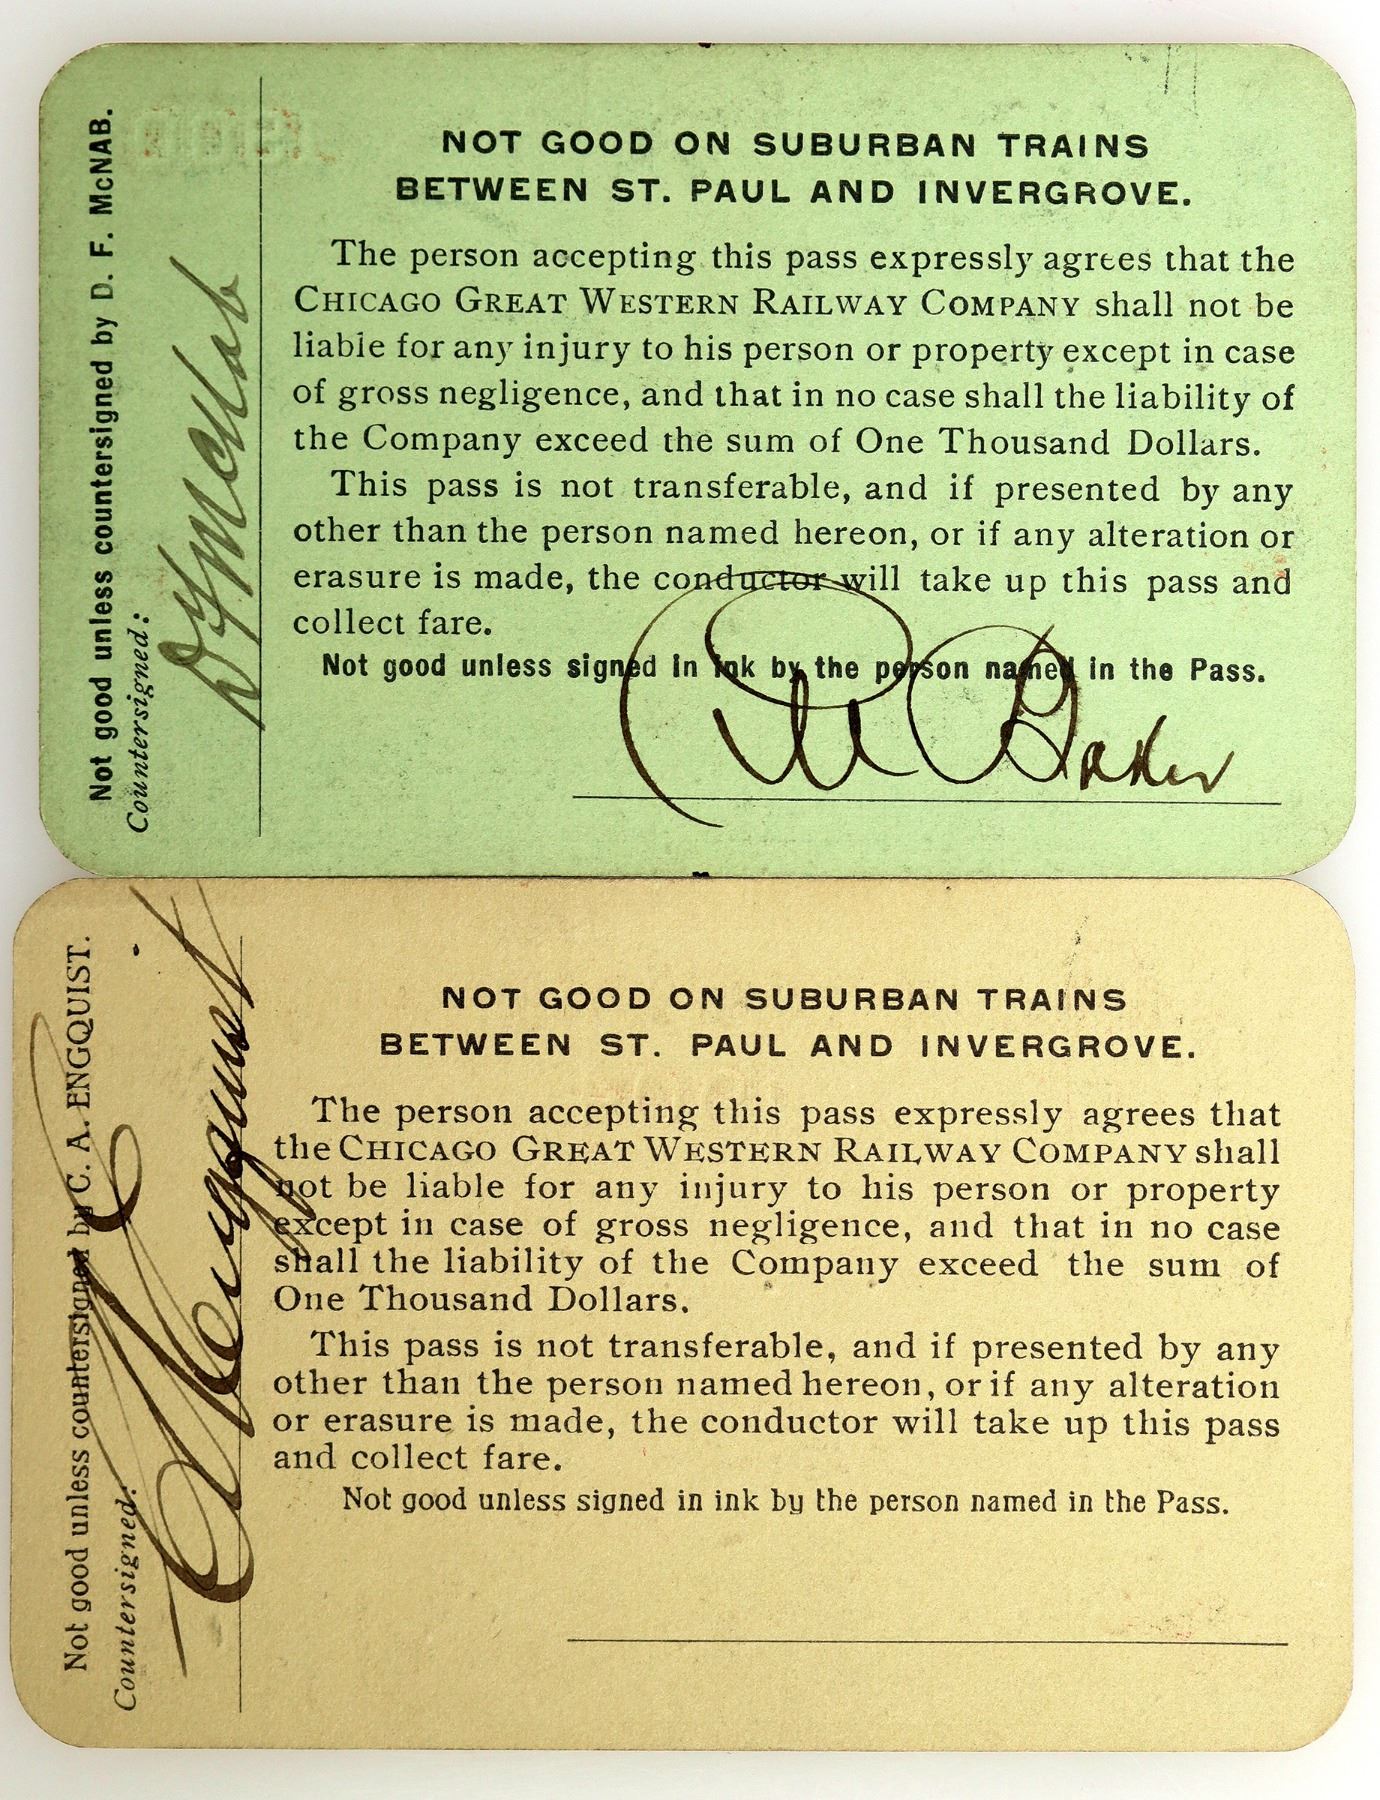 Not good unless countersigned by D. F. McNAB.
Countersigned:
D F McNab
NOT GOOD ON SUBURBAN TRAINS
BETWEEN ST. PAUL AND INVERGROVE.
The person accepting this pass expressly agrees that the
CHICAGO GREAT WESTERN RAILWAY COMPANY shall not be
liable for any injury to his person or property except in case
of gross negligence, and that in no case shall the liability of
the Company exceed the sum of One Thousand Dollars.
This pass is not transferable, and if presented by any
other than the person named hereon, or if any alteration or
erasure is made, the conductor will take up this pass and
collect fare.
Not good unless signed in ink by the person named in the Pass.
Baker
Not good unless countersigned by C. A. ENGQUIST.
Countersigned:
CA Engquist
NOT GOOD ON SUBURBAN TRAINS
BETWEEN ST. PAUL AND INVERGROVE.
The person accepting this pass expressly agrees that
the CHICAGO GREAT WESTERN RAILWAY COMPANY shall
not be liable for any injury to his person or property
except in case of gross negligence, and that in no case
shall the liability of the Company exceed the sum of
One Thousand Dollars.
This pass is not transferable, and if presented by any
other than the person named hereon, or if any alteration
or erasure is made, the conductor will take up this pass
and collect fare.
Not good unless signed in ink by the person named in the Pass.